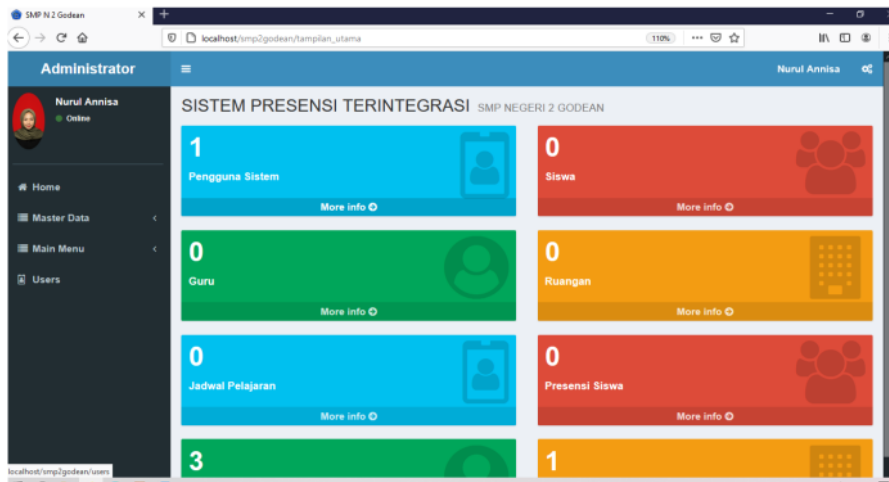 SMP N 2 Godean
localhost/smp2godean/tampilan_utama
110%
Administrator
Nurul Annisa
Nurul Annisa
Online
SISTEM PRESENSI TERINTEGRASI SMP NEGERI 2 GODEAN
1
Pengguna Sistem
More info
0
Siswa
More info
Home
Master Data
Main Menu
Users
0
Guru
More info
0
Ruangan
More info
0
Jadwal Pelajaran
More info
0
Presensi Siswa
More info
3
1
localhost/smp2godean/users